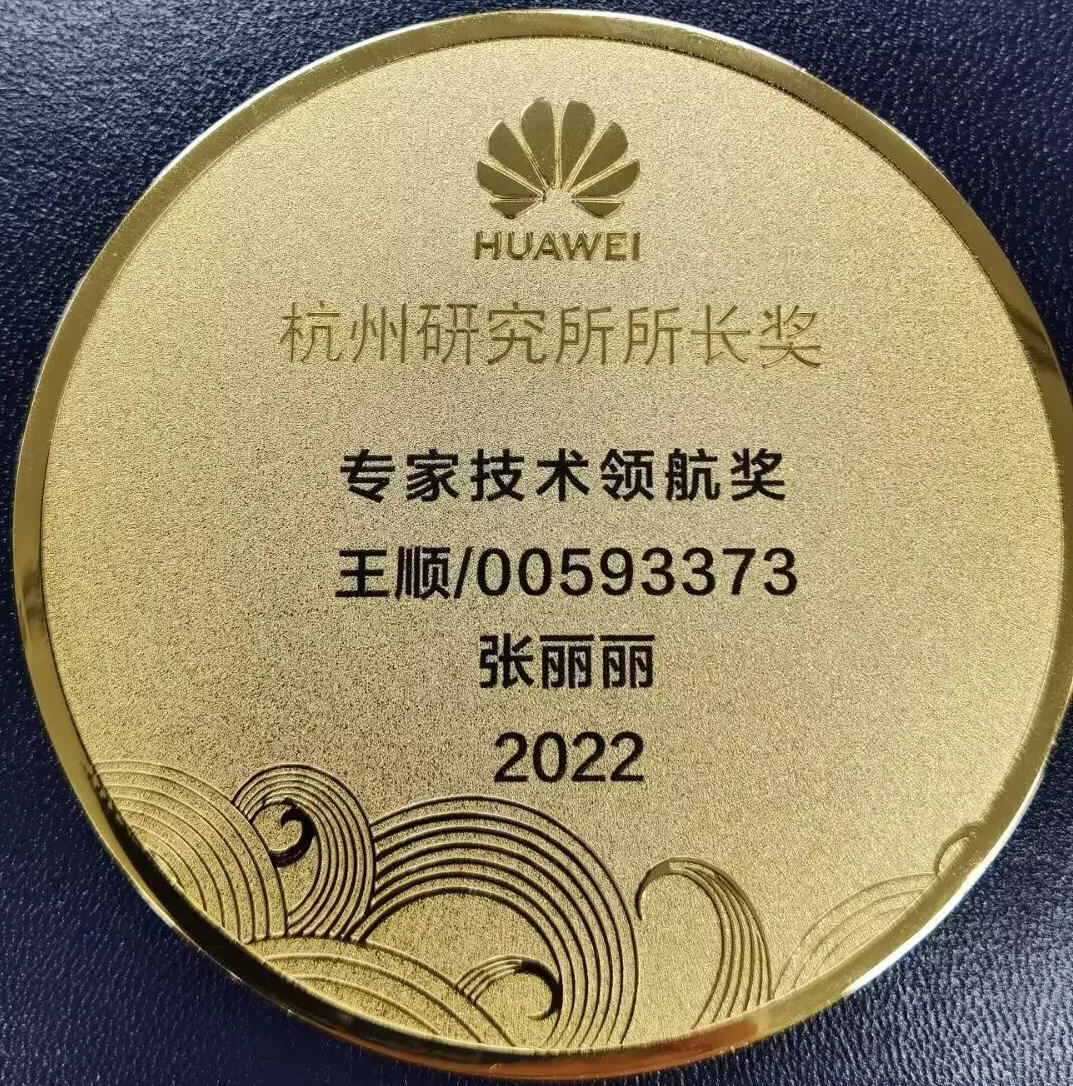 HUAWEI
杭州研究所所长奖
专家技术领航奖
王顺/00593373
张丽丽
2022